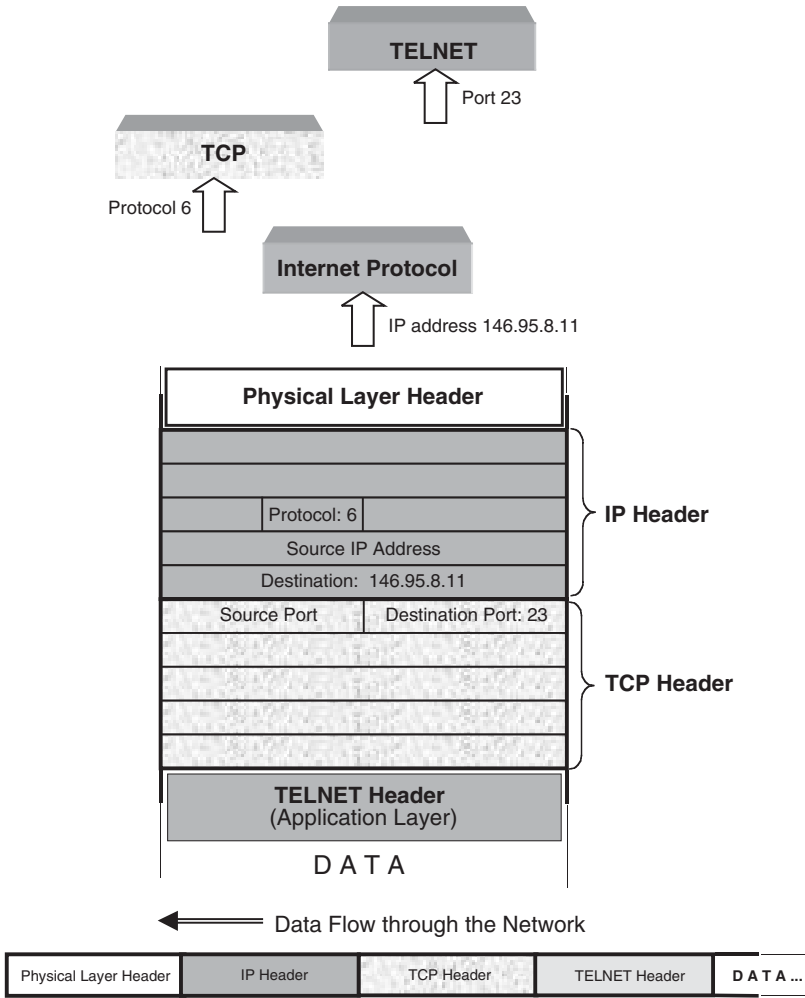 TELNET
Port 23
TCP
Protocol 6
Internet Protocol
IP address 146.95.8.11
Physical Layer Header
Protocol: 6
IP Header
Source IP Address
Destination: 146.95.8.11
Source Port
Destination Port: 23
TCP Header
TELNET Header
(Application Layer)
D A T A
Data Flow through the Network
Physical Layer Header
IP Header
TCP Header
TELNET Header
D A T A ...